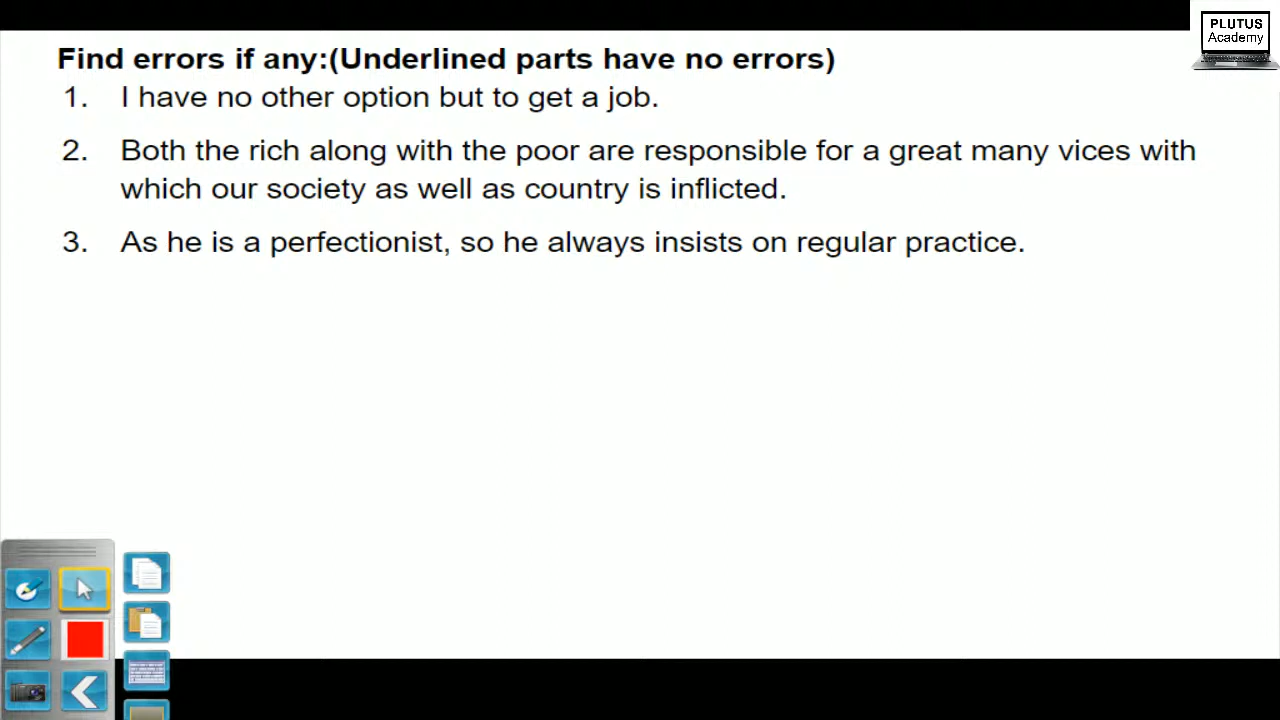 PLUTUS
Academy
Find errors if any:(Underlined parts have no errors)
1. I have no other option but to get a job.
2. Both the rich along with the poor are responsible for a great many vices with
which our society as well as country is inflicted.
3. As he is a perfectionist, so he always insists on regular practice.